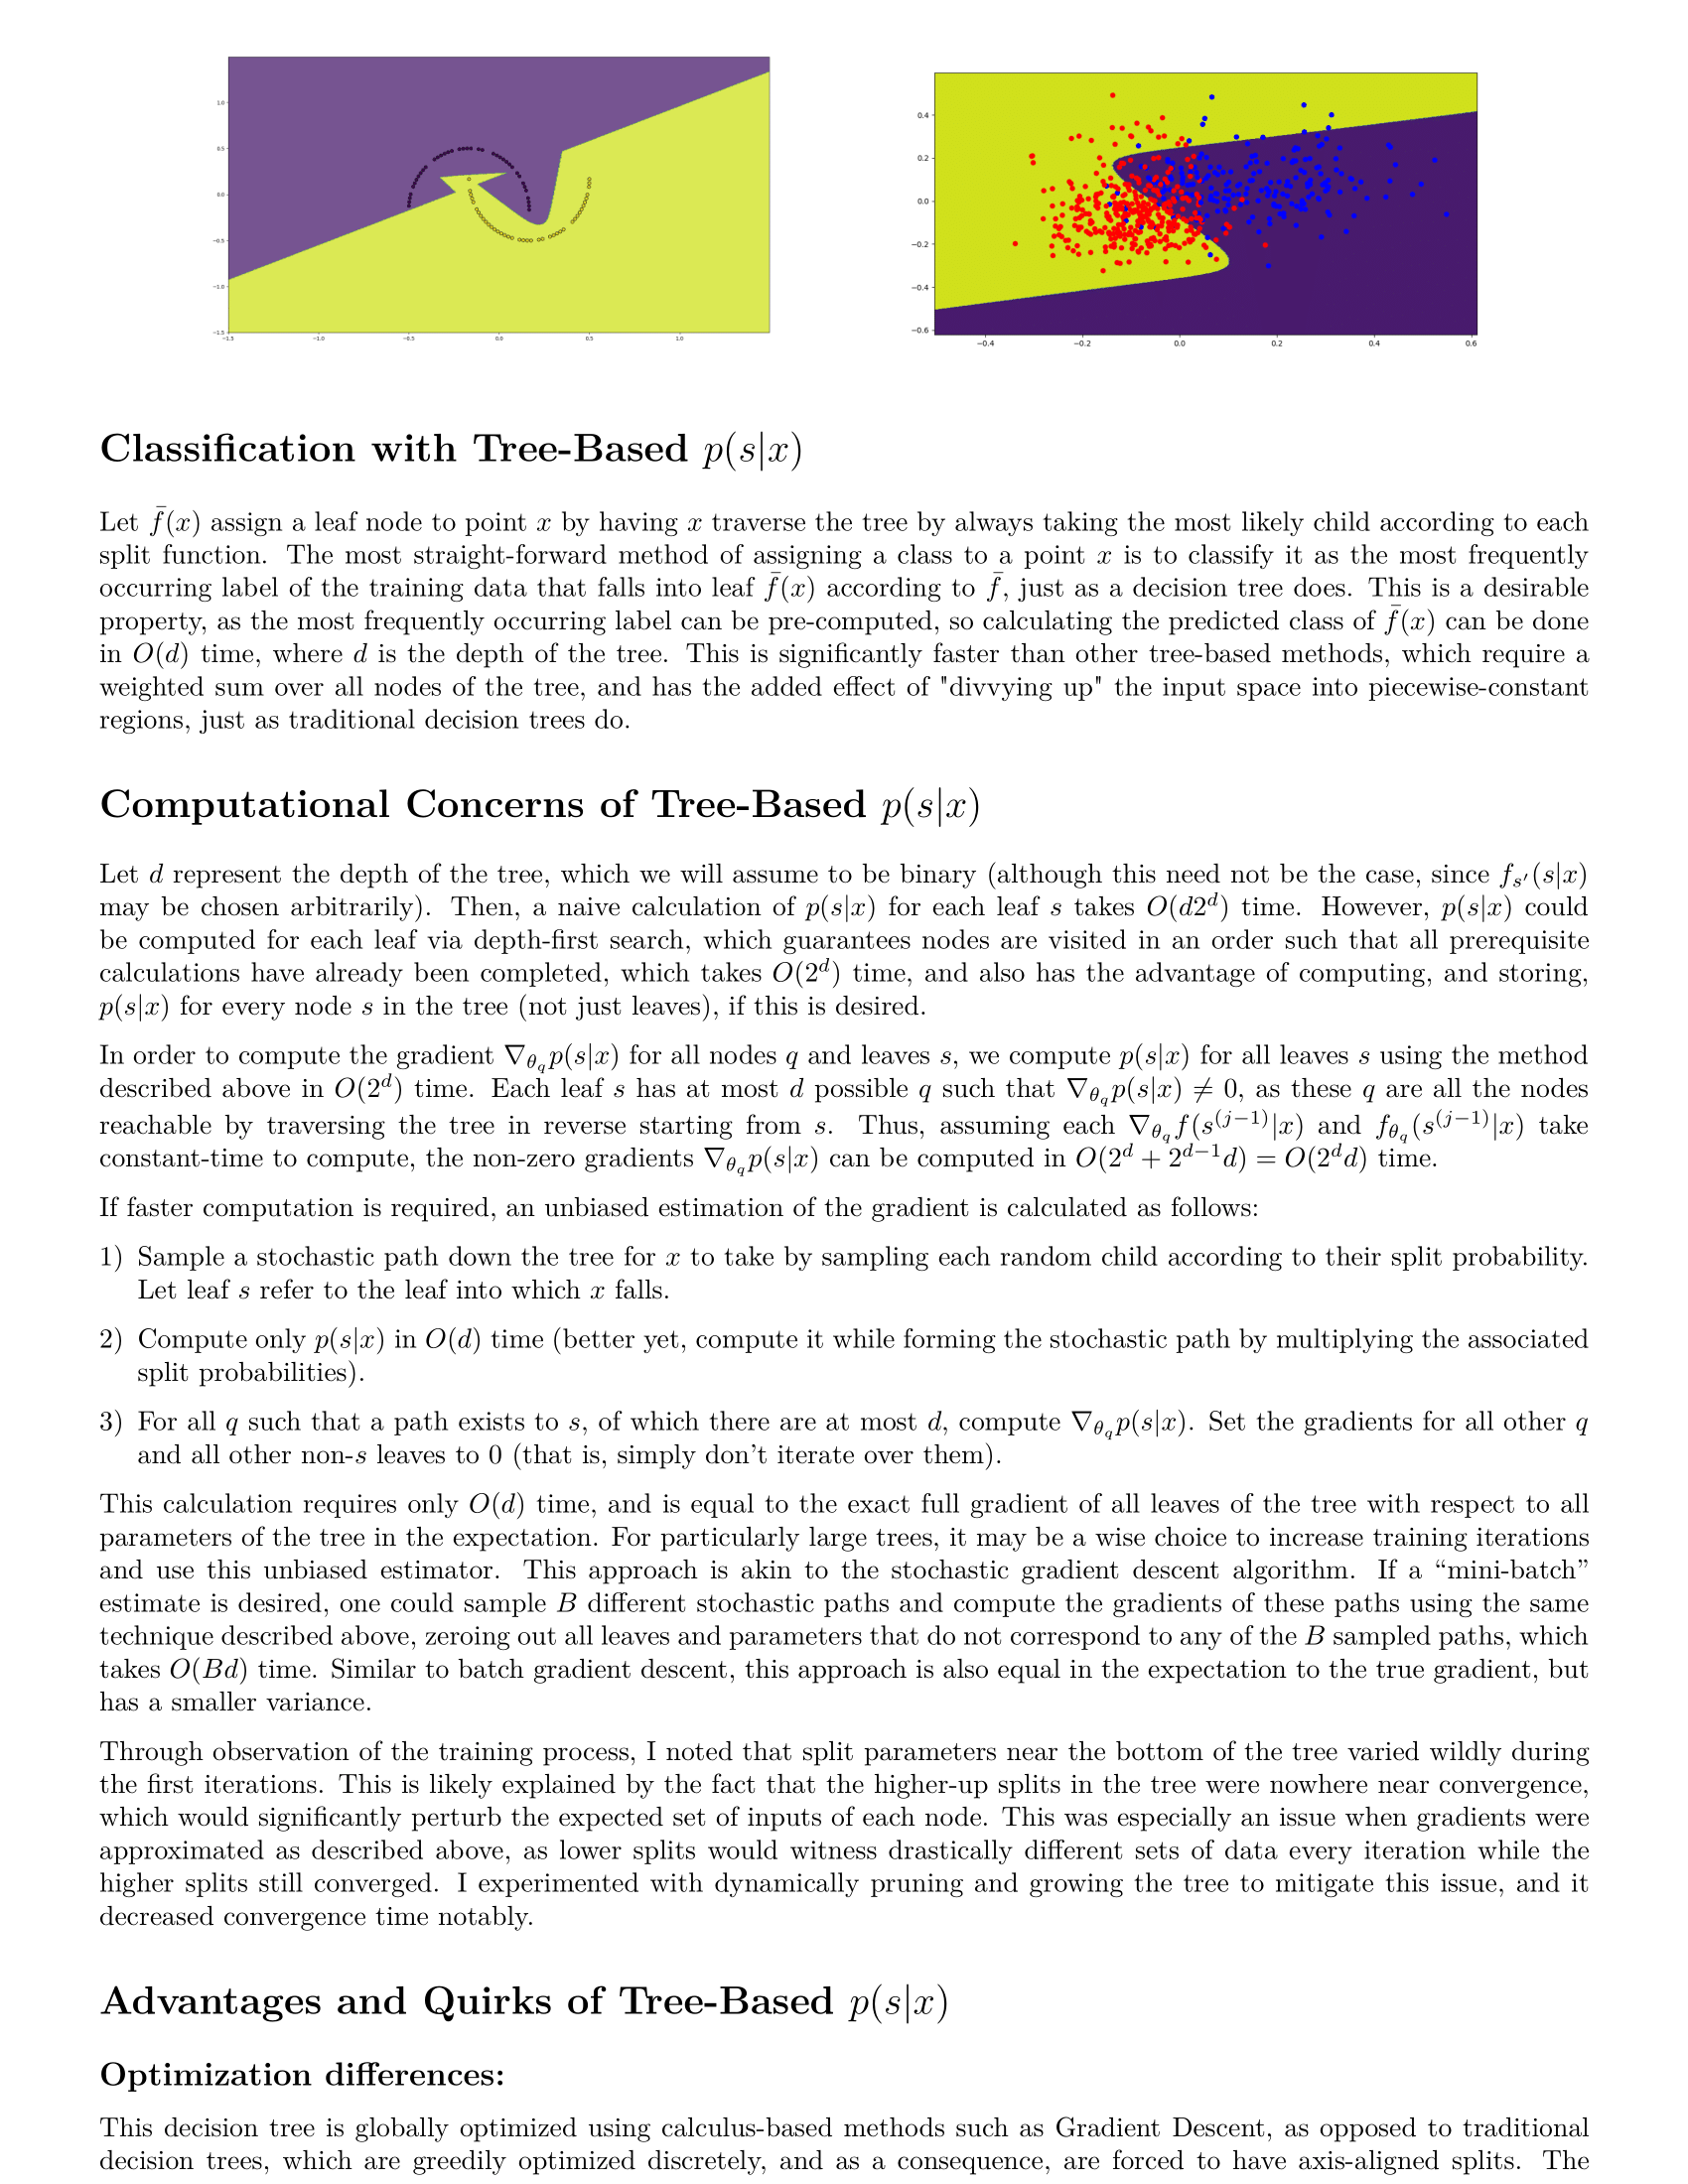 1.0
0.5
0.0
−0.5
−1.0
−1.5
−1.5 −1.0 −0.5 0.0 0.5 1.0
0.4
0.2
0.0
−0.2
−0.4
−0.6
−0.4 −0.2 0.0 0.2 0.4 0.6
Classification with Tree-Based p(s|x)
Let f̄(x) assign a leaf node to point x by having x traverse the tree by always taking the most likely child according to each
split function. The most straight-forward method of assigning a class to a point x is to classify it as the most frequently
occurring label of the training data that falls into leaf f̄(x) according to f̄, just as a decision tree does. This is a desirable
property, as the most frequently occurring label can be pre-computed, so calculating the predicted class of f̄(x) can be done
in O(d) time, where d is the depth of the tree. This is significantly faster than other tree-based methods, which require a
weighted sum over all nodes of the tree, and has the added effect of "divvying up" the input space into piecewise-constant
regions, just as traditional decision trees do.
Computational Concerns of Tree-Based p(s|x)
Let d represent the depth of the tree, which we will assume to be binary (although this need not be the case, since f_{s′}(s|x)
may be chosen arbitrarily). Then, a naive calculation of p(s|x) for each leaf s takes O(d2^d) time. However, p(s|x) could
be computed for each leaf via depth-first search, which guarantees nodes are visited in an order such that all prerequisite
calculations have already been completed, which takes O(2^d) time, and also has the advantage of computing, and storing,
p(s|x) for every node s in the tree (not just leaves), if this is desired.
In order to compute the gradient ∇_{θ_q}p(s|x) for all nodes q and leaves s, we compute p(s|x) for all leaves s using the method
described above in O(2^d) time. Each leaf s has at most d possible q such that ∇_{θ_q}p(s|x) ≠ 0, as these q are all the nodes
reachable by traversing the tree in reverse starting from s. Thus, assuming each ∇_{θ_q}f(s^{(j−1)}|x) and f_{θ_q}(s^{(j−1)}|x) take
constant-time to compute, the non-zero gradients ∇_{θ_q}p(s|x) can be computed in O(2^d + 2^{d−1}d) = O(2^d d) time.
If faster computation is required, an unbiased estimation of the gradient is calculated as follows:
1) Sample a stochastic path down the tree for x to take by sampling each random child according to their split probability.
Let leaf s refer to the leaf into which x falls.
2) Compute only p(s|x) in O(d) time (better yet, compute it while forming the stochastic path by multiplying the associated
split probabilities).
3) For all q such that a path exists to s, of which there are at most d, compute ∇_{θ_q}p(s|x). Set the gradients for all other q
and all other non-s leaves to 0 (that is, simply don't iterate over them).
This calculation requires only O(d) time, and is equal to the exact full gradient of all leaves of the tree with respect to all
parameters of the tree in the expectation. For particularly large trees, it may be a wise choice to increase training iterations
and use this unbiased estimator. This approach is akin to the stochastic gradient descent algorithm. If a “mini-batch”
estimate is desired, one could sample B different stochastic paths and compute the gradients of these paths using the same
technique described above, zeroing out all leaves and parameters that do not correspond to any of the B sampled paths, which
takes O(Bd) time. Similar to batch gradient descent, this approach is also equal in the expectation to the true gradient, but
has a smaller variance.
Through observation of the training process, I noted that split parameters near the bottom of the tree varied wildly during
the first iterations. This is likely explained by the fact that the higher-up splits in the tree were nowhere near convergence,
which would significantly perturb the expected set of inputs of each node. This was especially an issue when gradients were
approximated as described above, as lower splits would witness drastically different sets of data every iteration while the
higher splits still converged. I experimented with dynamically pruning and growing the tree to mitigate this issue, and it
decreased convergence time notably.
Advantages and Quirks of Tree-Based p(s|x)
Optimization differences:
This decision tree is globally optimized using calculus-based methods such as Gradient Descent, as opposed to traditional
decision trees, which are greedily optimized discretely, and as a consequence, are forced to have axis-aligned splits. The